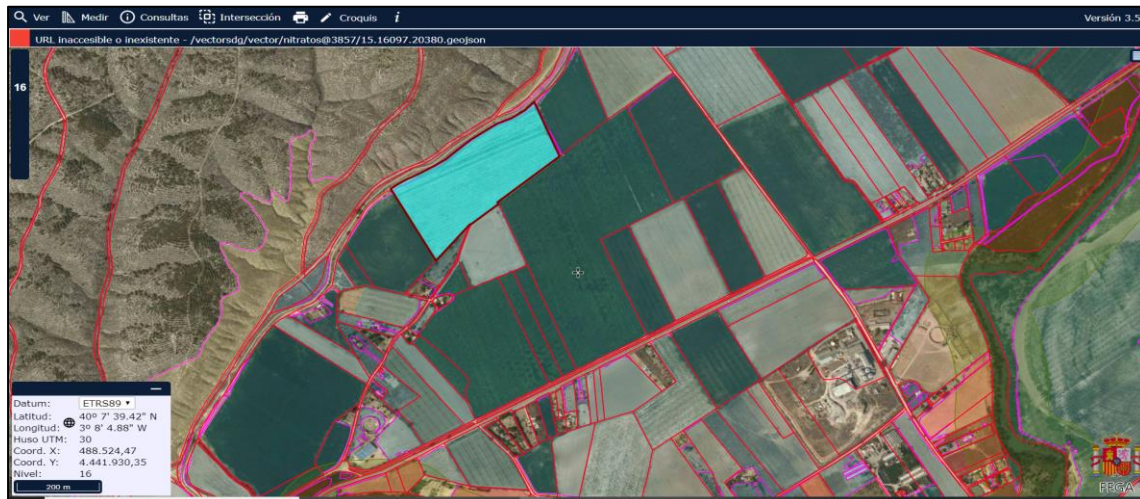 Ver Medir Consultas Intersección Croquis i Versión 3.5
URL inaccesible o inexistente - /vectorsdg/vector/nitratos@3857/15.16097.20380.geojson
16
Datum: ETRS89
Latitud: 40º 7' 39.42" N
Longitud: 3º 8' 4.88" W
Huso UTM: 30
Coord. X: 488.524,47
Coord. Y: 4.441.930,35
Nivel: 16
200 m
FEGA